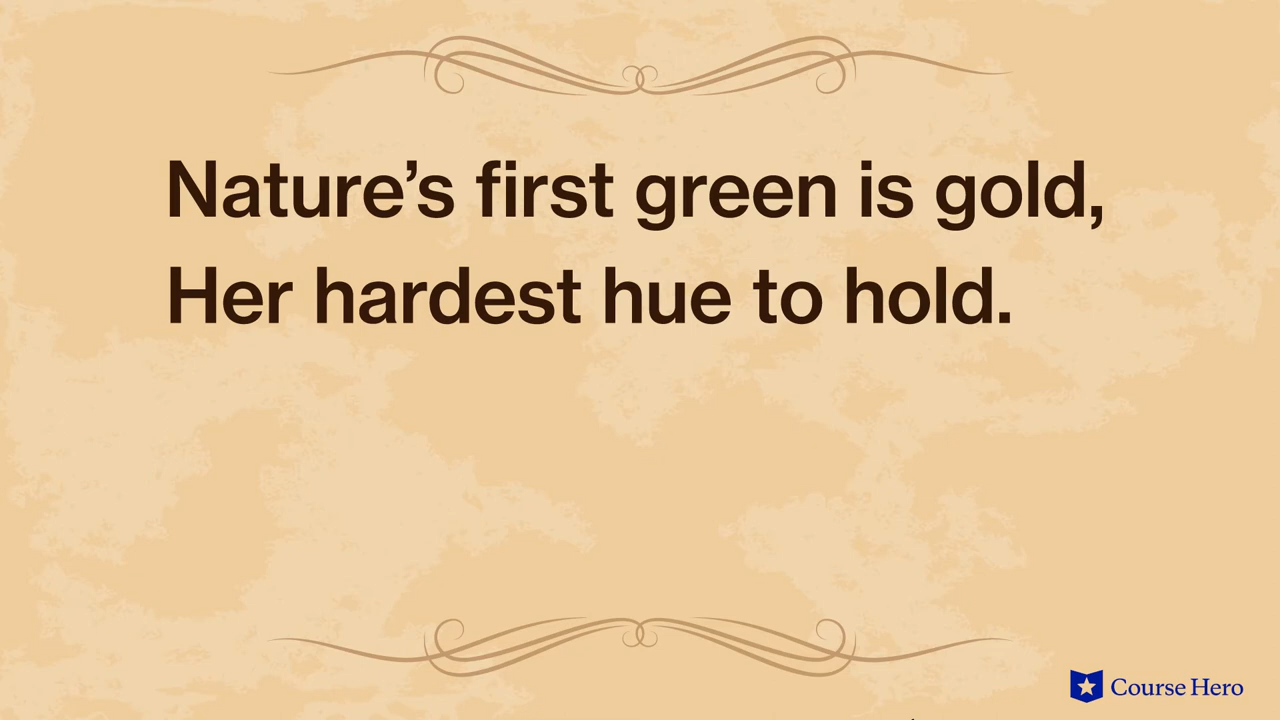 Nature’s first green is gold,
Her hardest hue to hold.
Course Hero